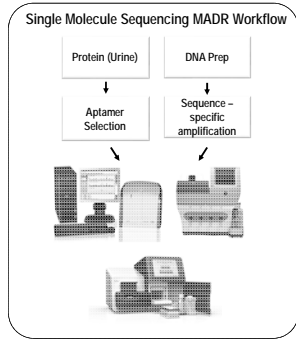 Single Molecule Sequencing MADR Workflow
Protein (Urine)
DNA Prep
Aptamer
Selection
Sequence –
specific
amplification